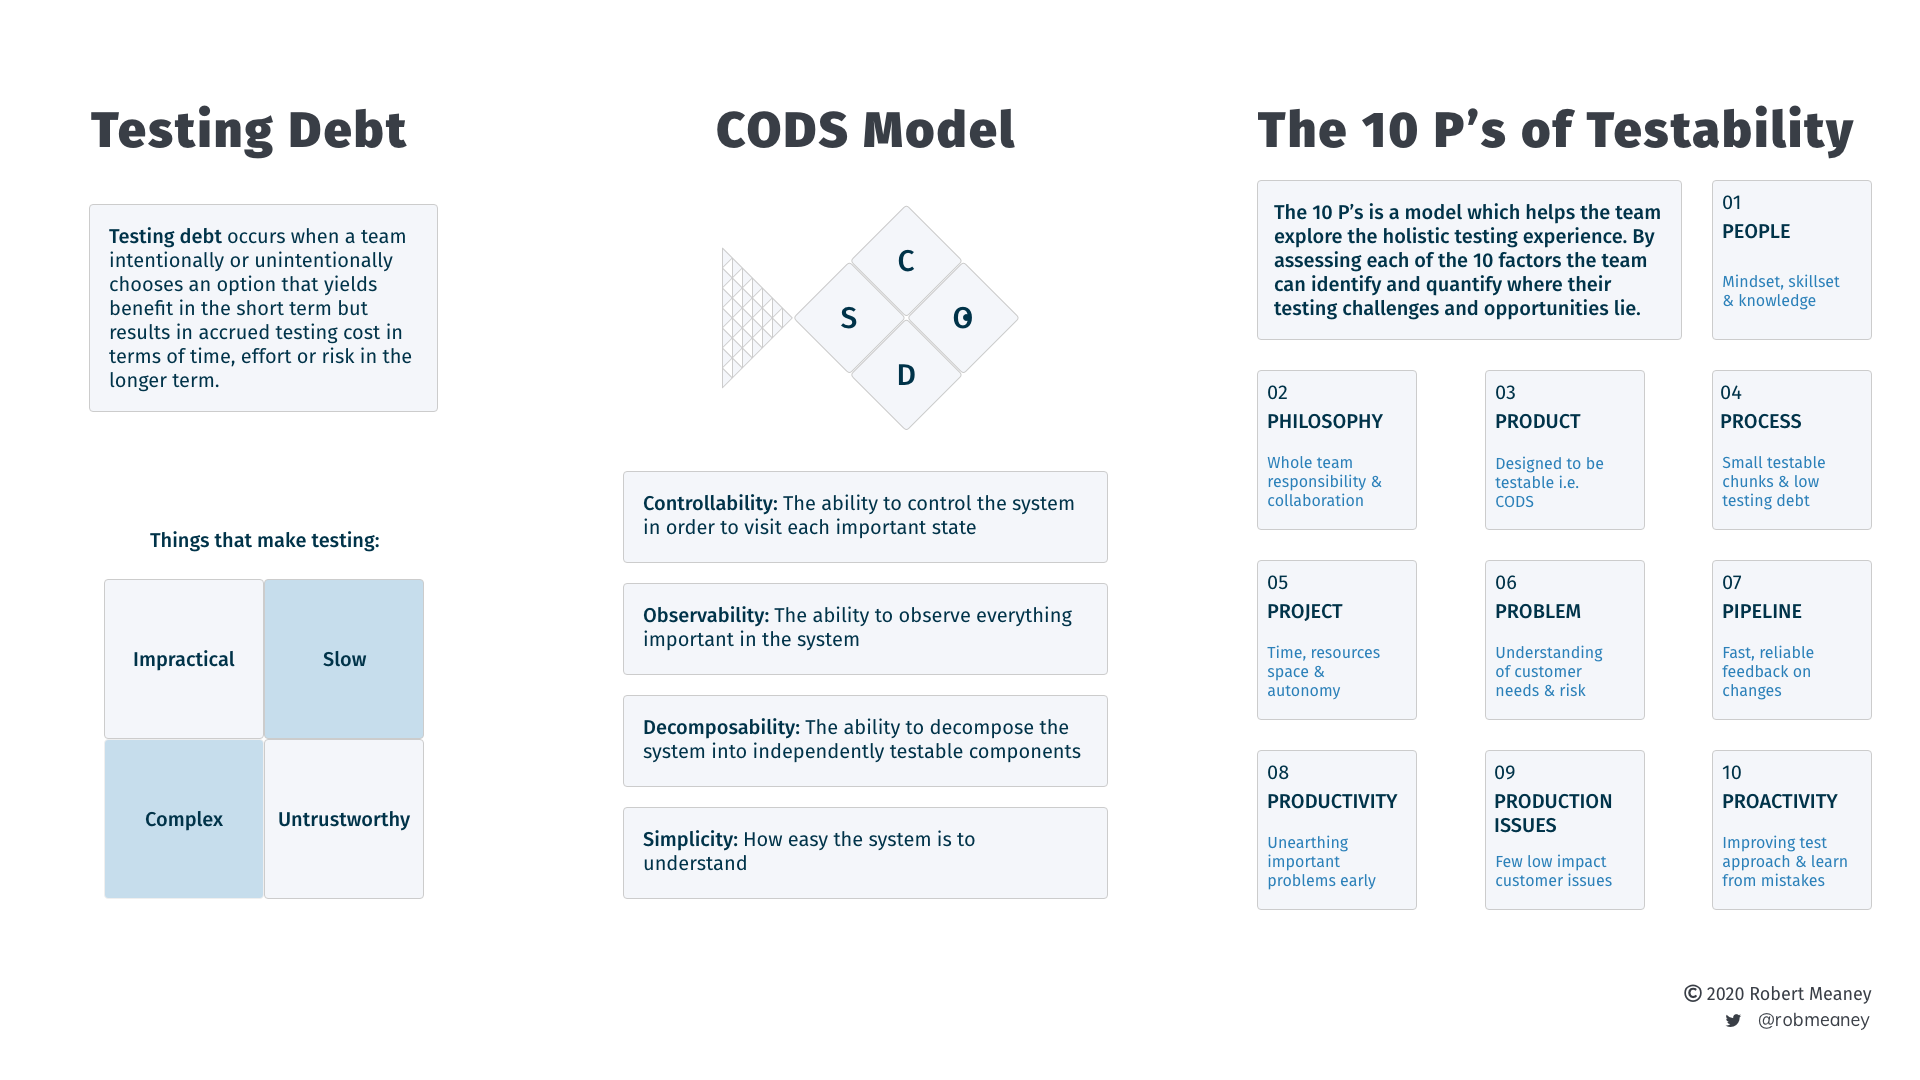 Testing Debt
Testing debt occurs when a team
intentionally or unintentionally
chooses an option that yields
benefit in the short term but
results in accrued testing cost in
terms of time, effort or risk in the
longer term.
Things that make testing:
Impractical
Slow
Complex
Untrustworthy
CODS Model
C
S
O
D
Controllability: The ability to control the system
in order to visit each important state
Observability: The ability to observe everything
important in the system
Decomposability: The ability to decompose the
system into independently testable components
Simplicity: How easy the system is to
understand
The 10 P’s of Testability
The 10 P’s is a model which helps the team
explore the holistic testing experience. By
assessing each of the 10 factors the team
can identify and quantify where their
testing challenges and opportunities lie.
01
PEOPLE
Mindset, skillset
& knowledge
02
PHILOSOPHY
Whole team
responsibility &
collaboration
03
PRODUCT
Designed to be
testable i.e.
CODS
04
PROCESS
Small testable
chunks & low
testing debt
05
PROJECT
Time, resources
space &
autonomy
06
PROBLEM
Understanding
of customer
needs & risk
07
PIPELINE
Fast, reliable
feedback on
changes
08
PRODUCTIVITY
Unearthing
important
problems early
09
PRODUCTION
ISSUES
Few low impact
customer issues
10
PROACTIVITY
Improving test
approach & learn
from mistakes
© 2020 Robert Meaney
@robmeaney